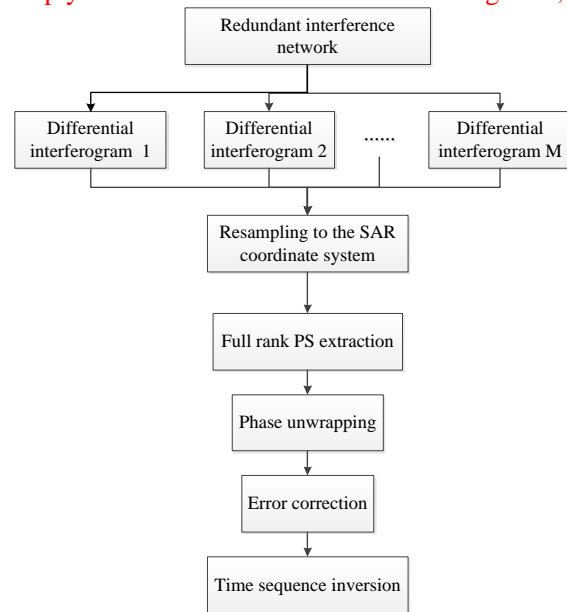 Redundant interference
network
Differential
interferogram 1
Differential
interferogram 2
......
Differential
interferogram M
Resampling to the SAR
coordinate system
Full rank PS extraction
Phase unwrapping
Error correction
Time sequence inversion